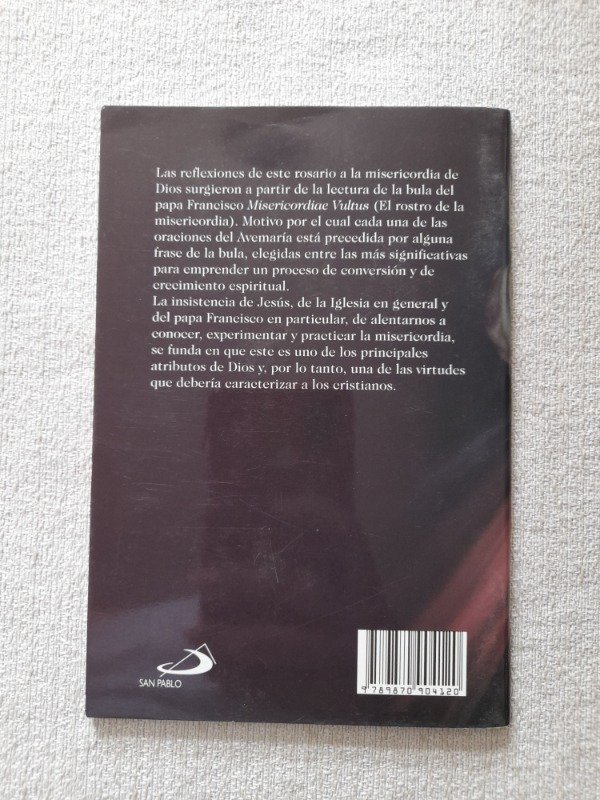 Las reflexiones de este rosario a la misericordia de
Dios surgieron a partir de la lectura de la bula del
papa Francisco Misericordiae Vultus (El rostro de la
misericordia). Motivo por el cual cada una de las
oraciones del Avemaría está precedida por alguna
frase de la bula, elegidas entre las más significativas
para emprender un proceso de conversión y de
crecimiento espiritual.
La insistencia de Jesús, de la Iglesia en general y
del papa Francisco en particular, de alentarnos a
conocer, experimentar y practicar la misericordia,
se funda en que este es uno de los principales
atributos de Dios y, por lo tanto, una de las virtudes
que debería caracterizar a los cristianos.
SAN PABLO
9 789870 904120